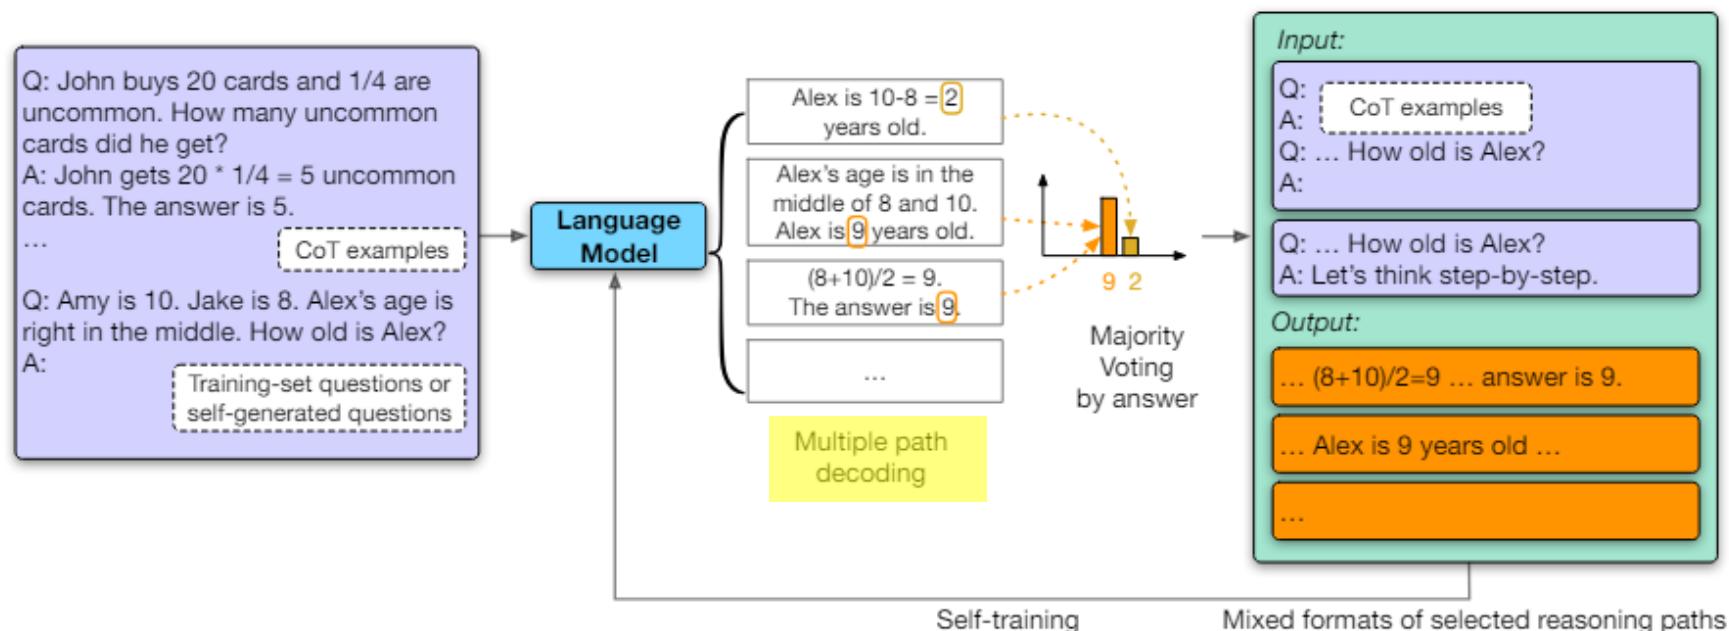 Q: John buys 20 cards and 1/4 are
uncommon. How many uncommon
cards did he get?
A: John gets 20 * 1/4 = 5 uncommon
cards. The answer is 5.
...
CoT examples
Q: Amy is 10. Jake is 8. Alex's age is
right in the middle. How old is Alex?
A:
Training-set questions or
self-generated questions
Language
Model
Alex is 10-8 = 2
years old.
Alex's age is in the
middle of 8 and 10.
Alex is 9 years old.
(8+10)/2 = 9.
The answer is 9.
...
Multiple path
decoding
9 2
Majority
Voting
by answer
Input:
Q:
A:
CoT examples
Q: ... How old is Alex?
A:
Q: ... How old is Alex?
A: Let's think step-by-step.
Output:
... (8+10)/2=9 ... answer is 9.
... Alex is 9 years old ...
...
Self-training
Mixed formats of selected reasoning paths